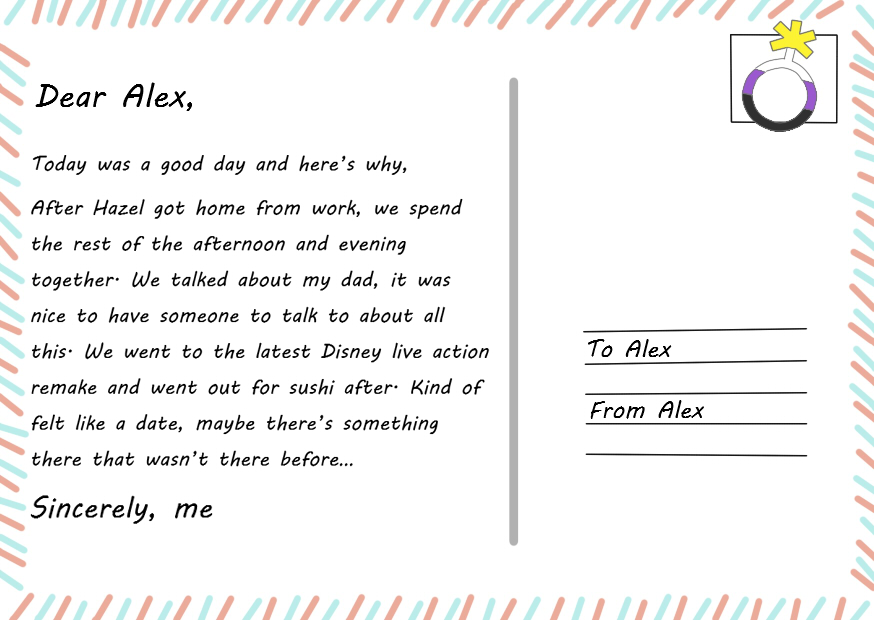 Dear Alex,
Today was a good day and here's why,
After Hazel got home from work, we spend
the rest of the afternoon and evening
together. We talked about my dad, it was
nice to have someone to talk to about all
this. We went to the latest Disney live action
remake and went out for sushi after. Kind of
felt like a date, maybe there's something
there that wasn't there before...
Sincerely, me
To Alex
From Alex